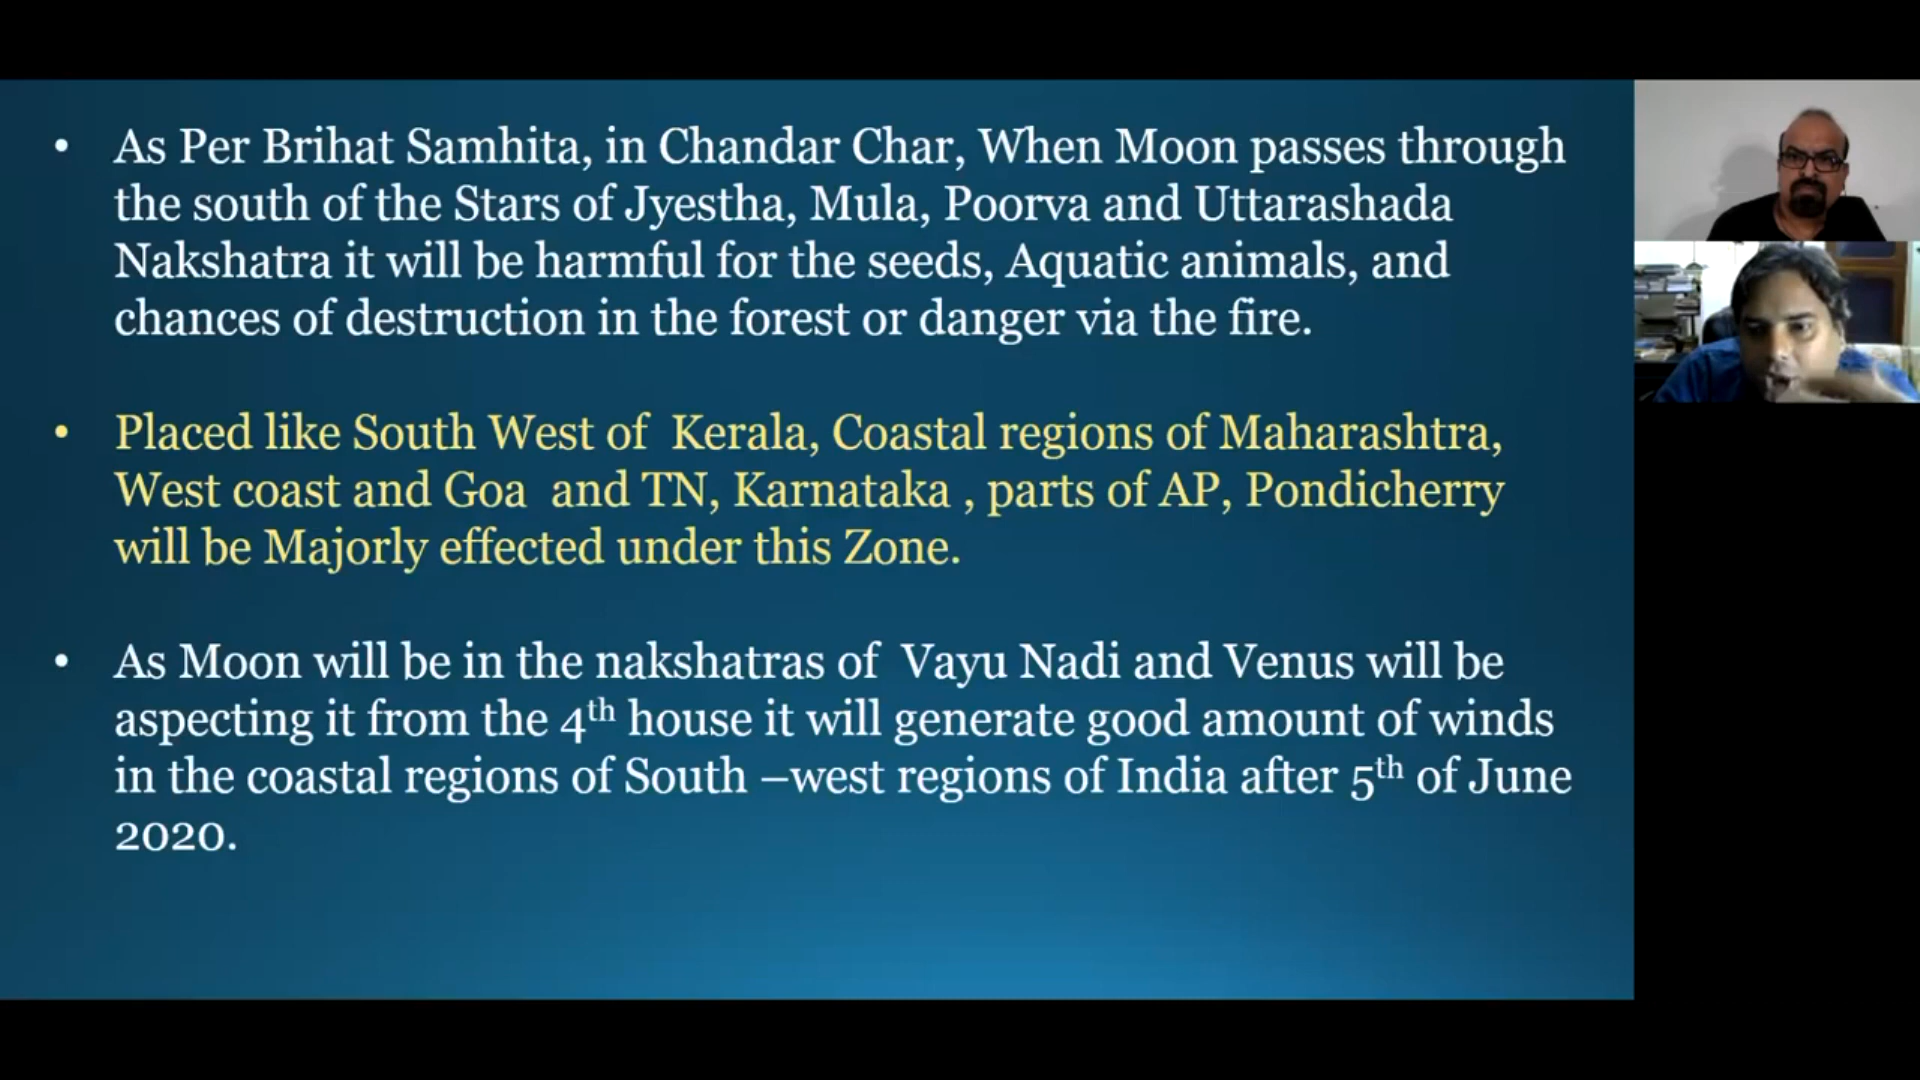 • As Per Brihat Samhita, in Chandar Char, When Moon passes through
the south of the Stars of Jyestha, Mula, Poorva and Uttarashada
Nakshatra it will be harmful for the seeds, Aquatic animals, and
chances of destruction in the forest or danger via the fire.
• Placed like South West of  Kerala, Coastal regions of Maharashtra,
West coast and Goa  and TN, Karnataka , parts of AP, Pondicherry
will be Majorly effected under this Zone.
• As Moon will be in the nakshatras of  Vayu Nadi and Venus will be
aspecting it from the 4th house it will generate good amount of winds
in the coastal regions of South –west regions of India after 5th of June
2020.